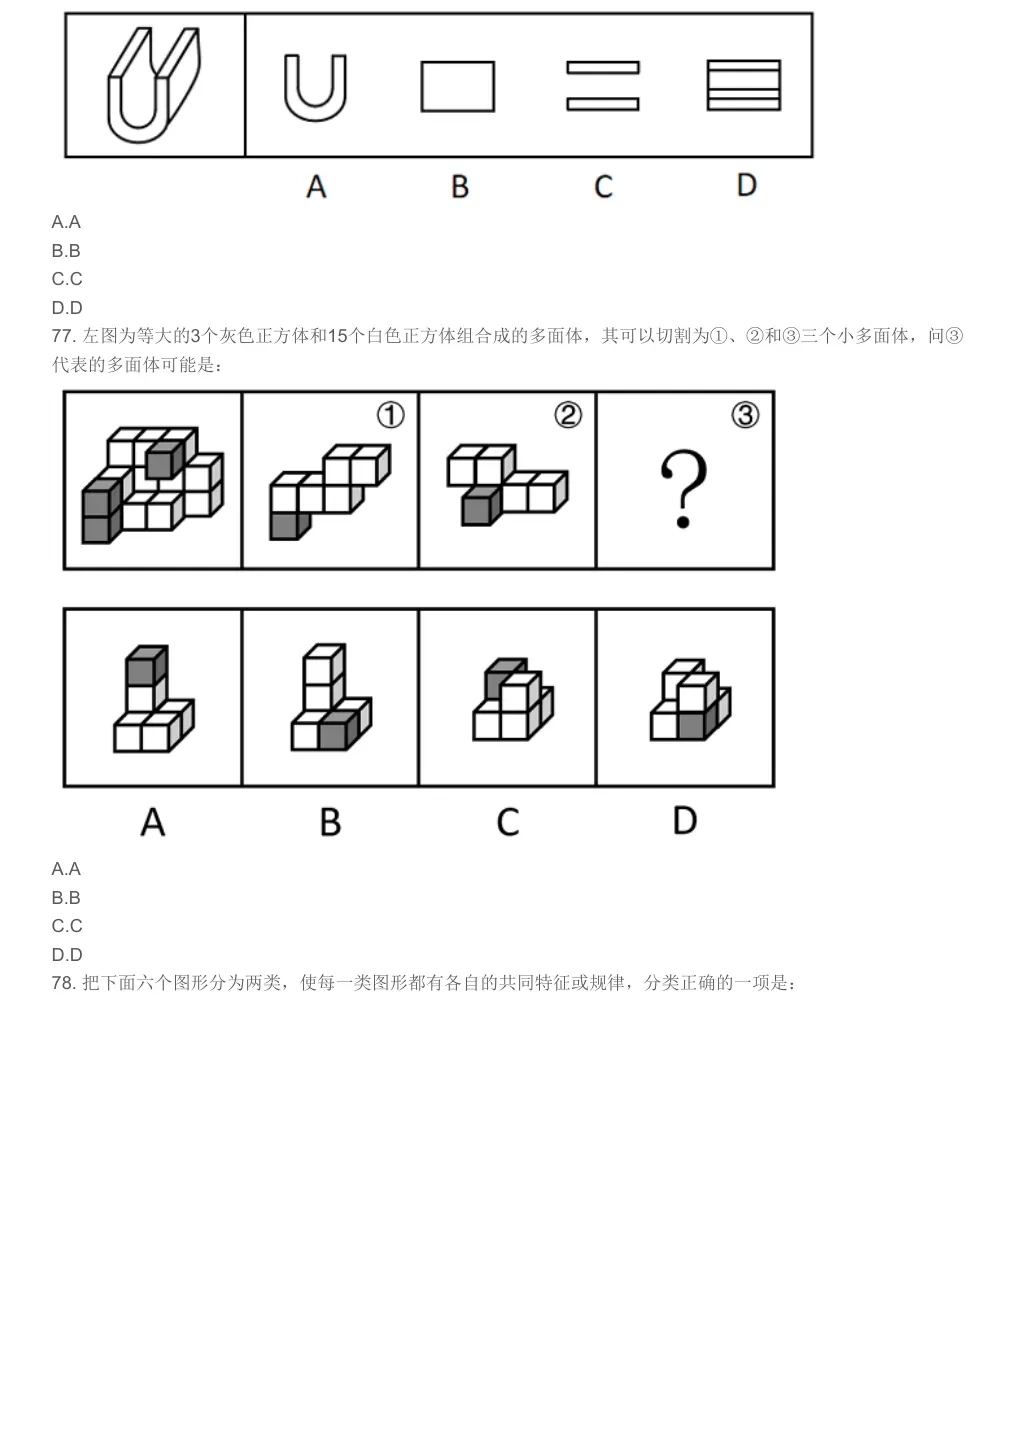 A B C D
A.A
B.B
C.C
D.D
77. 左图为等大的3个灰色正方体和15个白色正方体组合成的多面体，其可以切割为①、②和③三个小多面体，问③
代表的多面体可能是：
① ② ③
?
A B C D
A.A
B.B
C.C
D.D
78. 把下面六个图形分为两类，使每一类图形都有各自的共同特征或规律，分类正确的一项是：